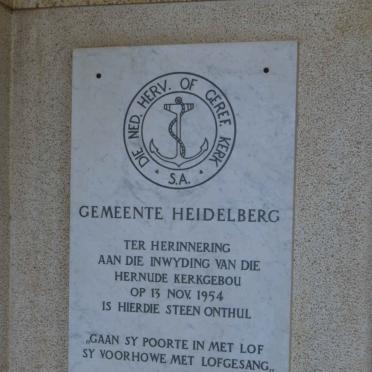 DIE NED. HERV. OF GEREF. KERK
· S.A. ·
GEMEENTE HEIDELBERG
TER HERINNERING
AAN DIE INWYDING VAN DIE
HERNUDE KERKGEBOU
OP 13 NOV. 1954
IS HIERDIE STEEN ONTHUL
„GAAN SY POORTE IN MET LOF
SY VOORHOWE MET LOFGESANG„